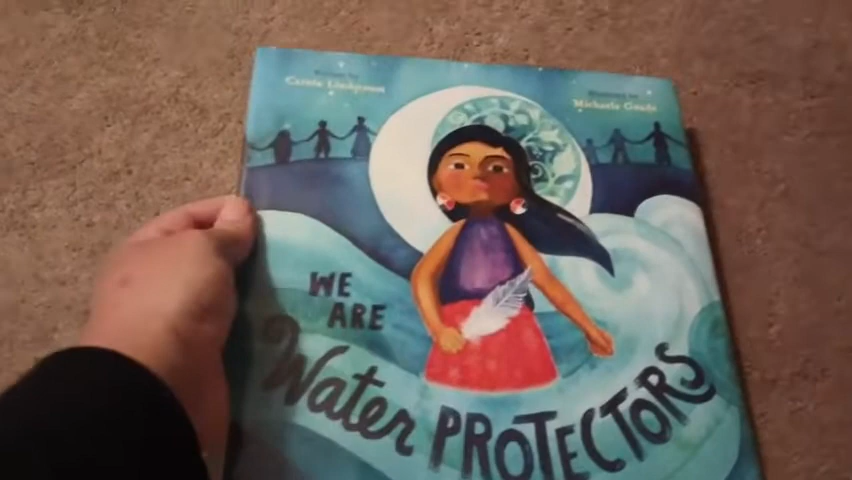 Carole Lindstrom
Michaela Goade
WE
ARE
Water PROTECTORS